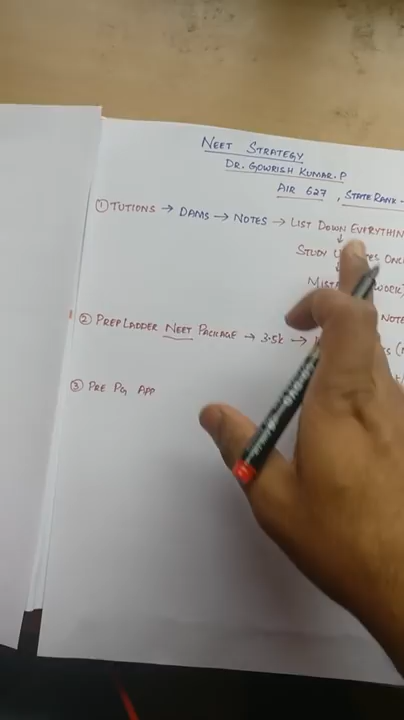 NEET STRATEGY
DR. GOWRISH KUMAR. P
AIR 627 , STATE RANK -
① TUTIONS → DAMS → NOTES → LIST DOWN EVERYTHIN
↓
STUDY
② PREPLADDER NEET PACKAGE → 3.5K →
NOTE
③ PRE PG APP